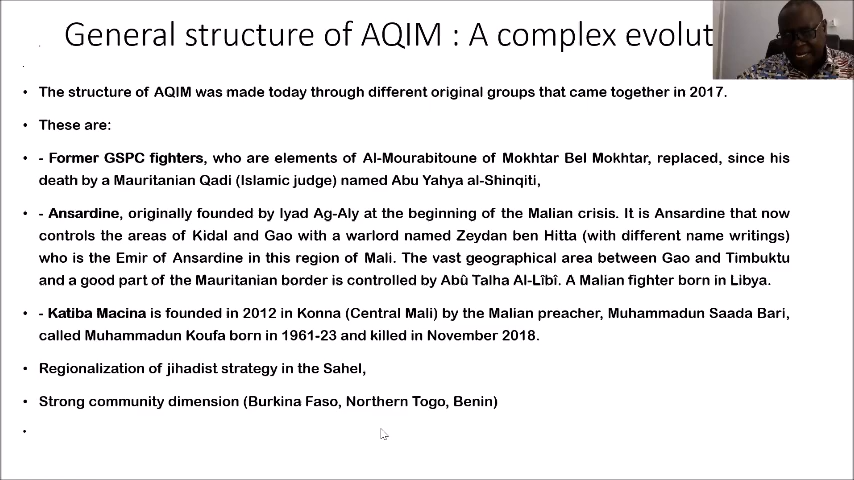 General structure of AQIM : A complex evolut
The structure of AQIM was made today through different original groups that came together in 2017.
These are:
- Former GSPC fighters, who are elements of Al-Mourabitoune of Mokhtar Bel Mokhtar, replaced, since his
death by a Mauritanian Qadi (Islamic judge) named Abu Yahya al-Shinqiti,
- Ansardine, originally founded by Iyad Ag-Aly at the beginning of the Malian crisis. It is Ansardine that now
controls the areas of Kidal and Gao with a warlord named Zeydan ben Hitta (with different name writings)
who is the Emir of Ansardine in this region of Mali. The vast geographical area between Gao and Timbuktu
and a good part of the Mauritanian border is controlled by Abû Talha Al-Lîbî. A Malian fighter born in Libya.
- Katiba Macina is founded in 2012 in Konna (Central Mali) by the Malian preacher, Muhammadun Saada Bari,
called Muhammadun Koufa born in 1961-23 and killed in November 2018.
Regionalization of jihadist strategy in the Sahel,
Strong community dimension (Burkina Faso, Northern Togo, Benin)